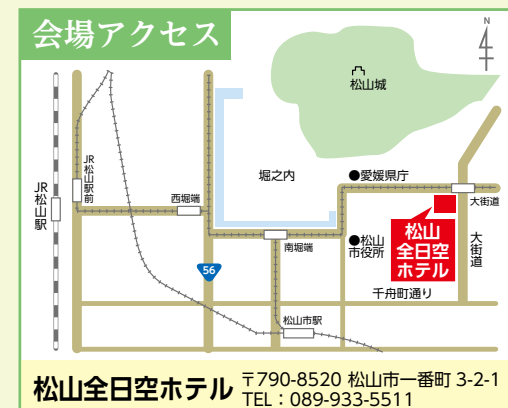 会場アクセス
N
松山城
JR松山駅
JR松山駅前
西堀端
堀之内
●愛媛県庁
大街道
●松山
市役所
松山
全日空
ホテル
大街道
南堀端
56
千舟町通り
松山市駅
松山全日空ホテル
〒790-8520 松山市一番町 3-2-1
TEL：089-933-5511